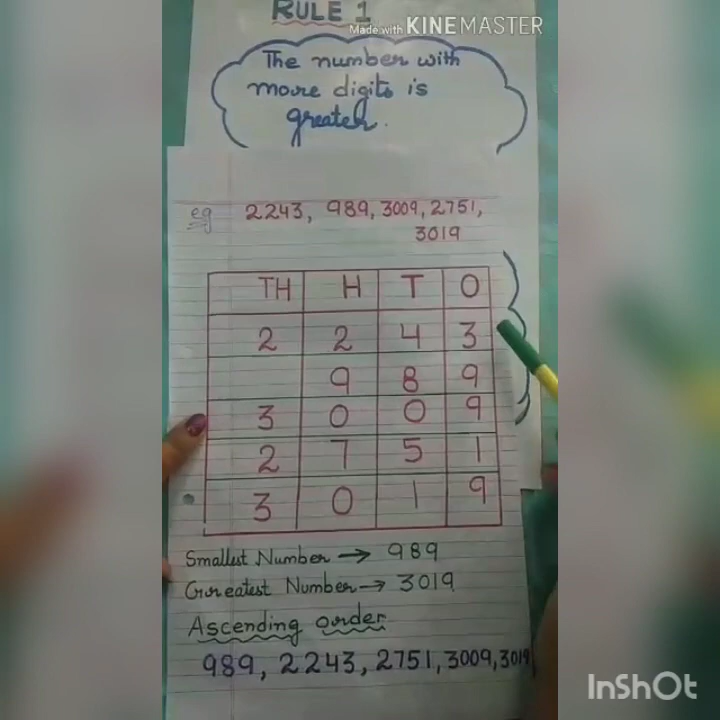 RULE 1
Made with KINEMASTER
The number with
more digits is
greater.
eg 2243, 989, 3009, 2751,
3019
TH H T O
2 2 4 3
9 8 9
3 0 0 9
2 7 5 1
3 0 1 9
Smallest Number → 989
Greatest Number → 3019
Ascending order
989, 2243, 2751, 3009, 3019
InShOt